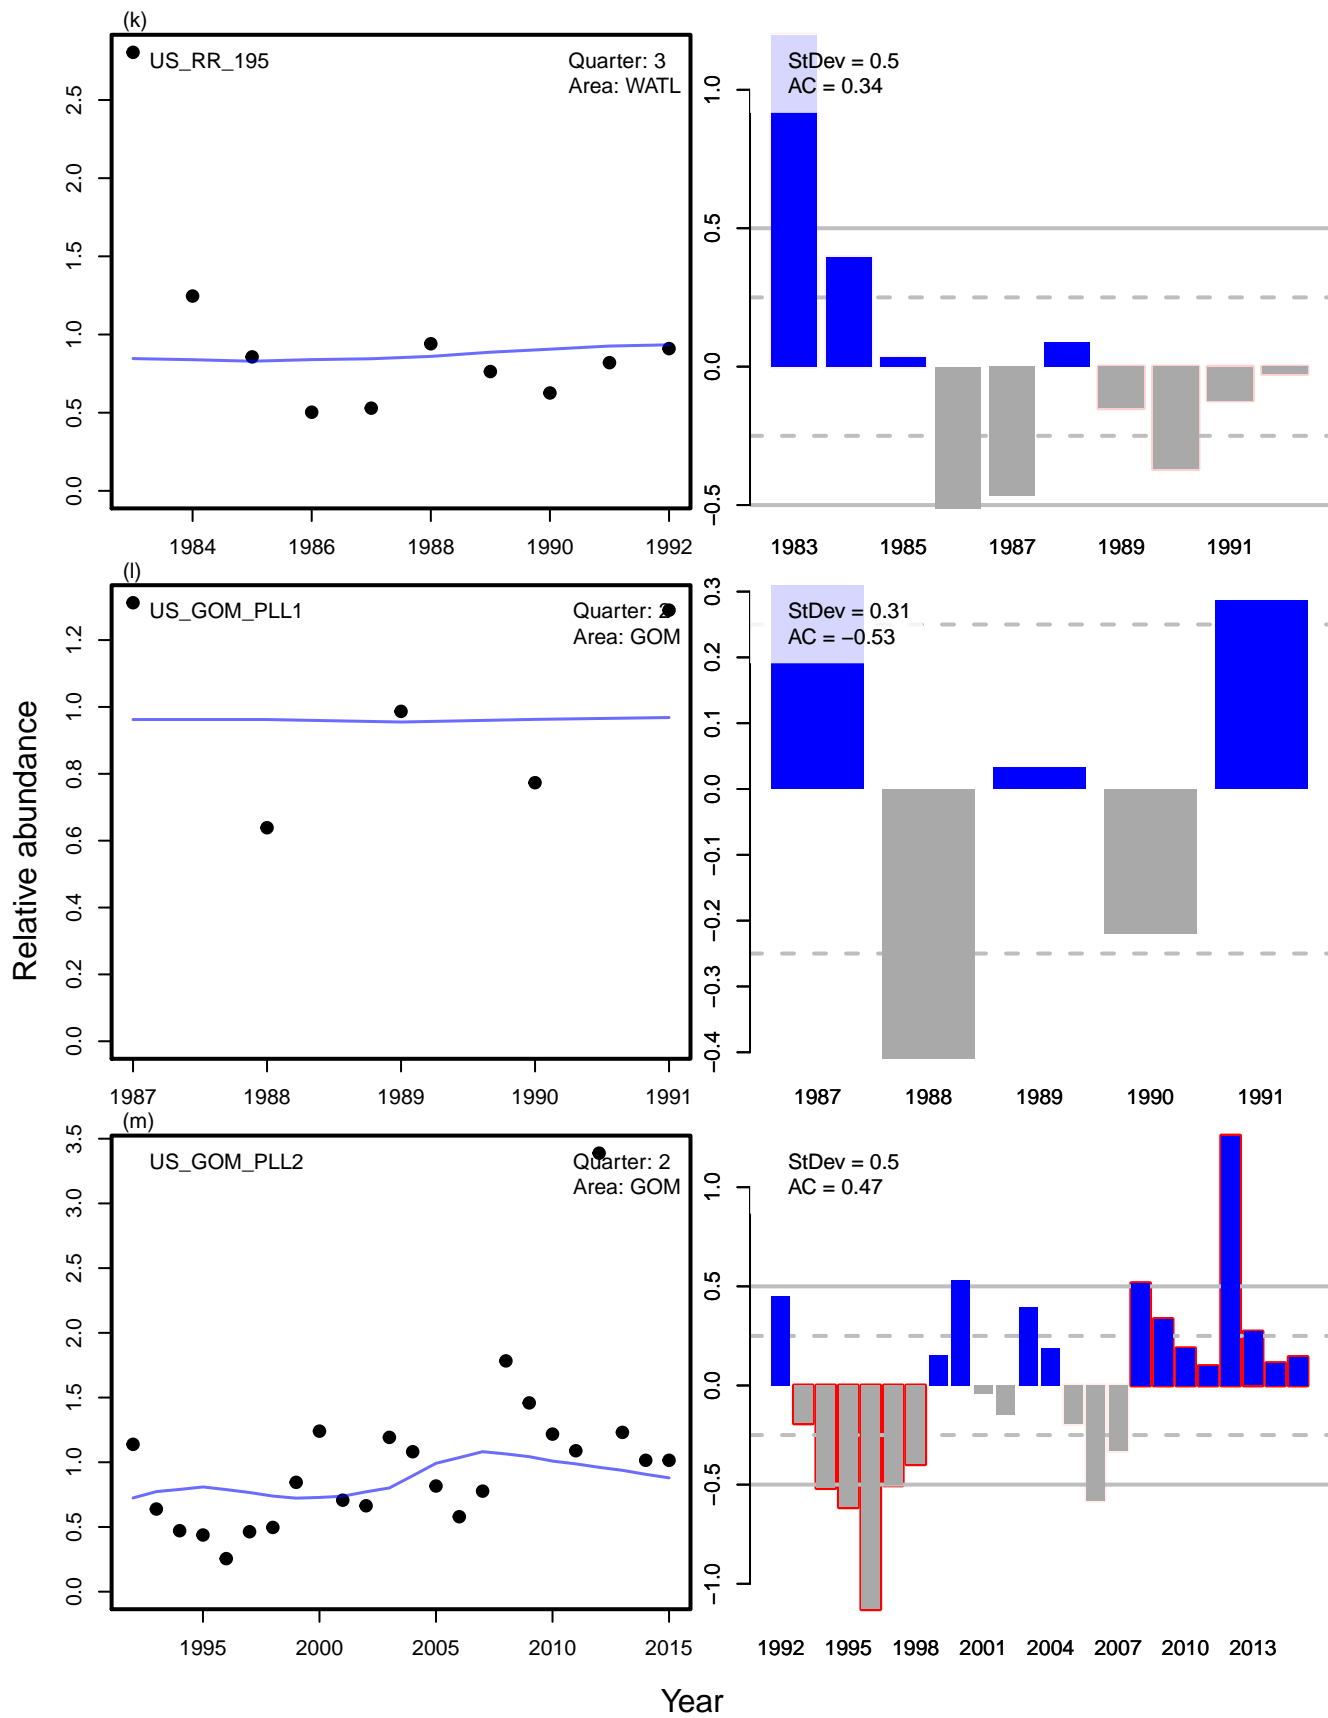 (k)
US_RR_195
Quarter: 3
Area: WATL
2.5
2.0
1.5
1.0
0.5
0.0
1984 1986 1988 1990 1992
StDev = 0.5
AC = 0.34
1.0
0.5
0.0
−0.5
1983 1985 1987 1989 1991
(l)
US_GOM_PLL1
Quarter: 2
Area: GOM
1.2
1.0
0.8
0.6
0.4
0.2
0.0
1987 1988 1989 1990 1991
StDev = 0.31
AC = −0.53
0.3
0.2
0.1
0.0
−0.1
−0.2
−0.3
−0.4
1987 1988 1989 1990 1991
Relative abundance
(m)
US_GOM_PLL2
Quarter: 2
Area: GOM
3.5
3.0
2.5
2.0
1.5
1.0
0.5
0.0
1995 2000 2005 2010 2015
StDev = 0.5
AC = 0.47
1.0
0.5
0.0
−0.5
−1.0
1992 1995 1998 2001 2004 2007 2010 2013
Year